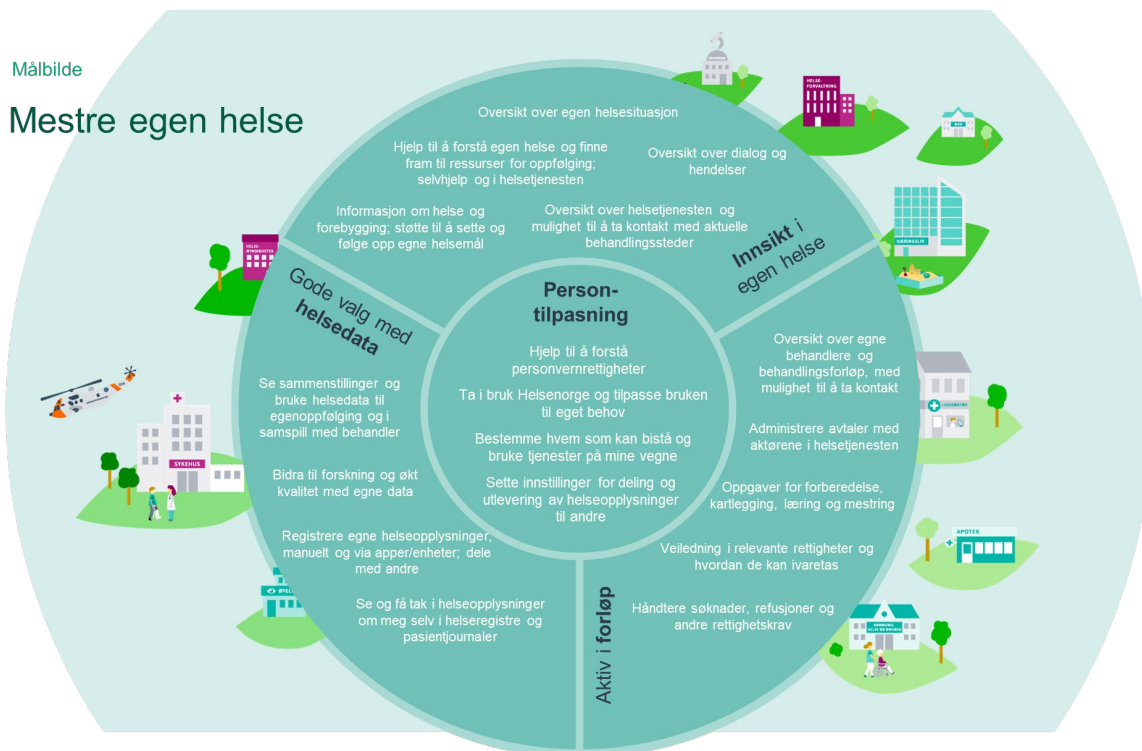 Målbilde
Mestre egen helse
Oversikt over egen helsesituasjon
Hjelp til å forstå egen helse og finne
fram til ressurser for oppfølging;
selvhjelp og i helsetjenesten
Oversikt over dialog og
hendelser
Informasjon om helse og
forebygging; støtte til å sette og
følge opp egne helsemål
Oversikt over helsetjenesten og
mulighet til å ta kontakt med aktuelle
behandlingssteder
Innsikt i
egen helse
Gode valg med
helsedata
Person-
tilpasning
Hjelp til å forstå
personvernrettigheter
Ta i bruk Helsenorge og tilpasse bruken
til eget behov
Bestemme hvem som kan bistå og
bruke tjenester på mine vegne
Sette innstillinger for deling og
utlevering av helseopplysninger
til andre
Se sammenstillinger og
bruke helsedata til
egenoppfølging og i
samspill med behandler
Bidra til forskning og økt
kvalitet med egne data
Registrere egne helseopplysninger,
manuelt og via apper/enheter; dele
med andre
Se og få tak i helseopplysninger
om meg selv i helseregistre og
pasientjournaler
Aktiv i forløp
Oversikt over egne
behandlere og
behandlingsforløp, med
mulighet til å ta kontakt
Administrere avtaler med
aktørene i helsetjenesten
Oppgaver for forberedelse,
kartlegging, læring og mestring
Veiledning i relevante rettigheter og
hvordan de kan ivaretas
Håndtere søknader, refusjoner og
andre rettighetskrav
HELSE-
FORVALTNING
NÆRINGSLIV
APOTEK
SYKEHUS
HELSE-
MYNDIGHETER